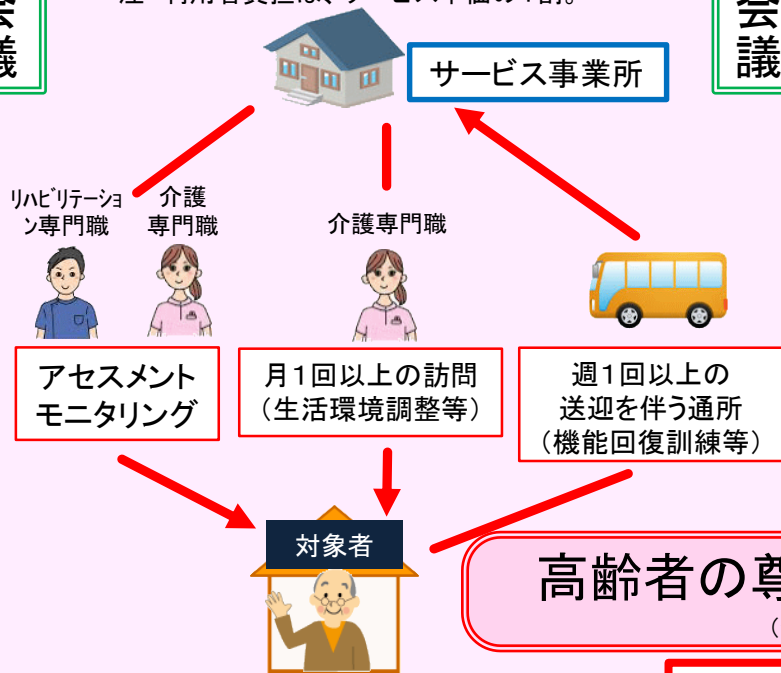 会
議
会
議
サービス事業所
リハビリテーショ
ン専門職
介護
専門職
介護専門職
アセスメント
モニタリング
月1回以上の訪問
（生活環境調整等）
週1回以上の
送迎を伴う通所
（機能回復訓練等）
対象者
高齢者の尊
（